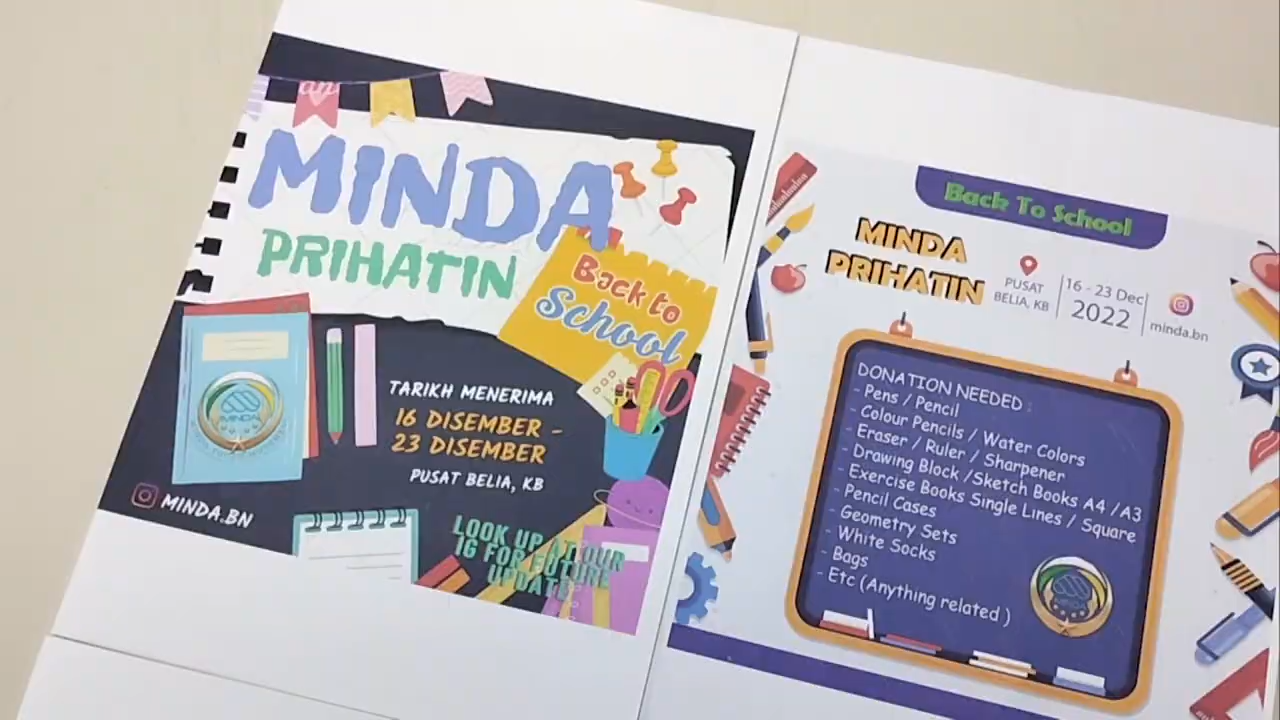 MINDA
PRIHATIN
Back to
School
TARIKH MENERIMA
16 DISEMBER -
23 DISEMBER
PUSAT BELIA, KB
MINDA.BN
LOOK UP AT OUR
IG FOR FUTURE
UPDATE
MINDA
Back To School
MINDA
PRIHATIN
PUSAT
BELIA, KB
16 - 23 Dec
2022
minda.bn
DONATION NEEDED :
- Pens / Pencil
- Colour Pencils / Water Colors
- Eraser / Ruler / Sharpener
- Drawing Block /Sketch Books A4 /A3
- Exercise Books Single Lines / Square
- Pencil Cases
- Geometry Sets
- White Socks
- Bags
- Etc (Anything related )
MINDA